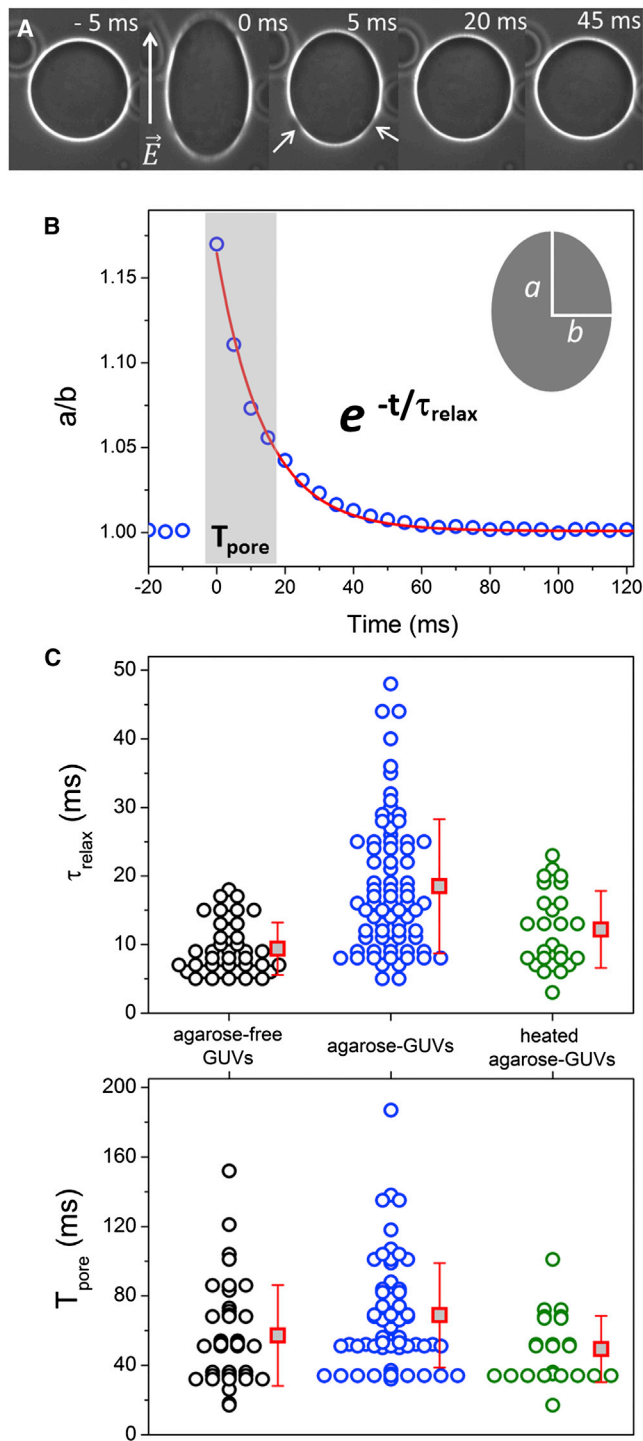 A
- 5 ms
0 ms
5 ms
20 ms
45 ms
E
B
a/b
1.15
1.10
1.05
1.00
a
b
e -t/τrelax
Tpore
-20
0
20
40
60
80
100
120
Time (ms)
C
τrelax (ms)
50
40
30
20
10
0
agarose-free
GUVs
agarose-GUVs
heated
agarose-GUVs
Tpore (ms)
200
160
120
80
40
0